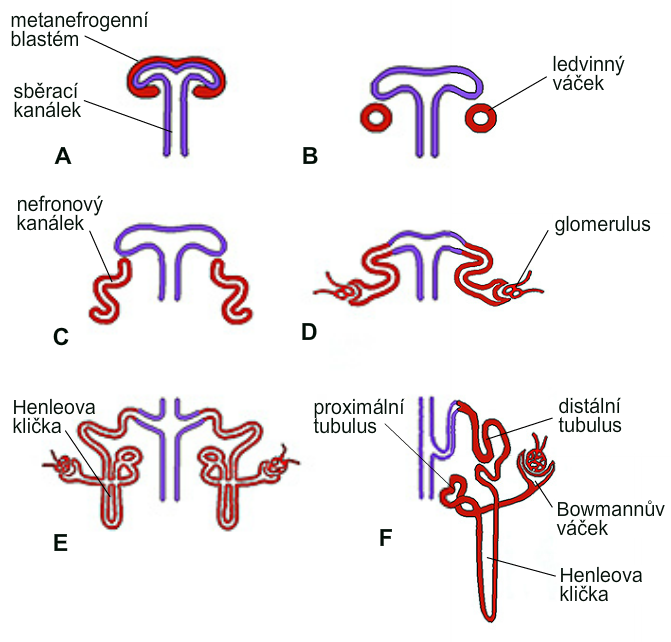 metanefrogenní
blastém
sběrací
kanálek
A
ledvinný
váček
B
nefronový
kanálek
C
glomerulus
D
Henleova
klička
E
proximální
tubulus
distální
tubulus
Bowmannův
váček
F
Henleova
klička